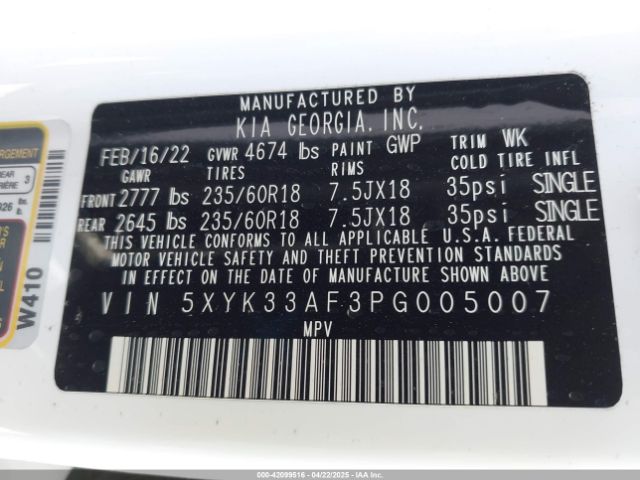 MANUFACTURED BY
KIA GEORGIA, INC.
FEB/16/22 GVWR 4674 lbs PAINT GWP TRIM WK
GAWR TIRES RIMS COLD TIRE INFL
FRONT 2777 lbs 235/60R18 7.5JX18 35psi SINGLE
REAR 2645 lbs 235/60R18 7.5JX18 35psi SINGLE
THIS VEHICLE CONFORMS TO ALL APPLICABLE U.S.A. FEDERAL
MOTOR VEHICLE SAFETY AND THEFT PREVENTION STANDARDS
IN EFFECT ON THE DATE OF MANUFACTURE SHOWN ABOVE.
VIN 5XYK33AF3PG005007
MPV
W410
3
000-42099516 - 04/22/2025 - IAAI.COM